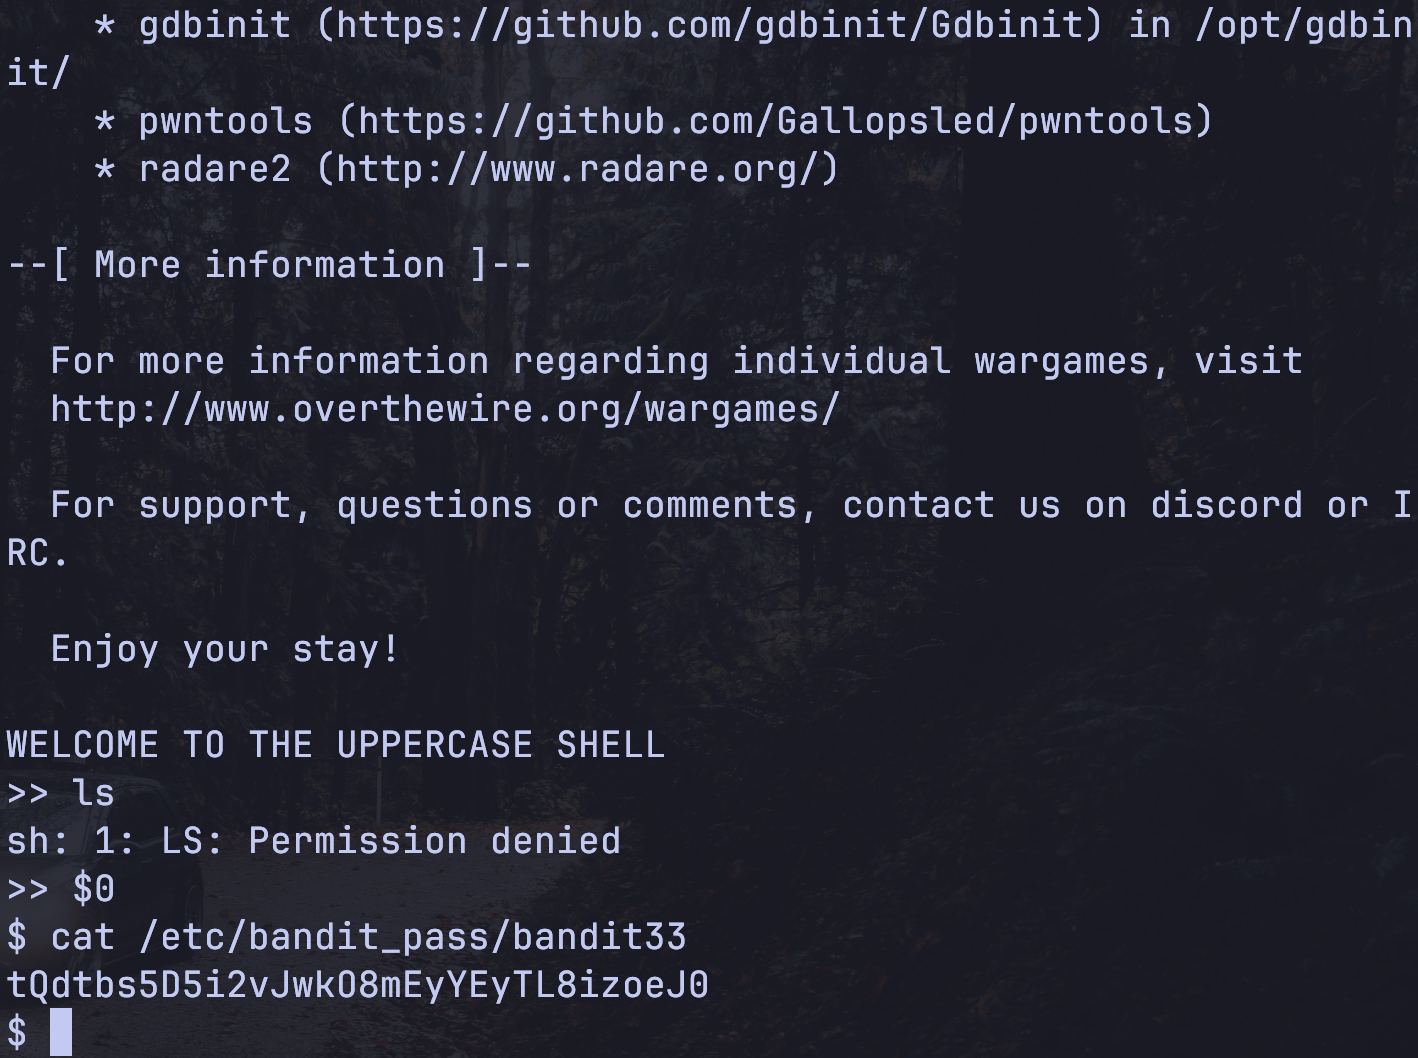 * gdbinit (https://github.com/gdbinit/Gdbinit) in /opt/gdbin
it/
    * pwntools (https://github.com/Gallopsled/pwntools)
    * radare2 (http://www.radare.org/)
--[ More information ]--
  For more information regarding individual wargames, visit
  http://www.overthewire.org/wargames/
  For support, questions or comments, contact us on discord or I
RC.
  Enjoy your stay!
WELCOME TO THE UPPERCASE SHELL
>> ls
sh: 1: LS: Permission denied
>> $0
$ cat /etc/bandit_pass/bandit33
tQdtbs5D5i2vJwkO8mEyYEyTL8izoeJ0
$